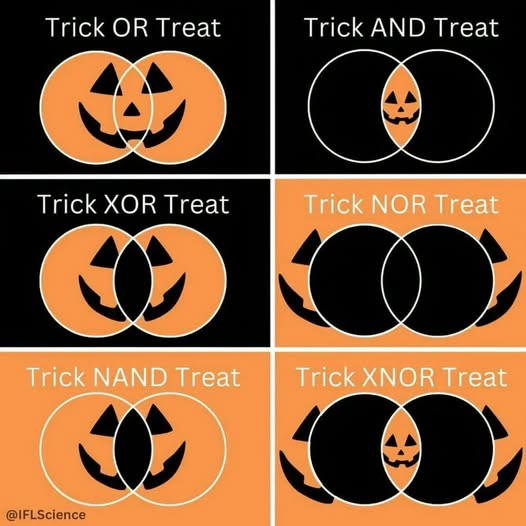 Trick OR Treat
Trick AND Treat
Trick XOR Treat
Trick NOR Treat
Trick NAND Treat
Trick XNOR Treat
@IFLScience